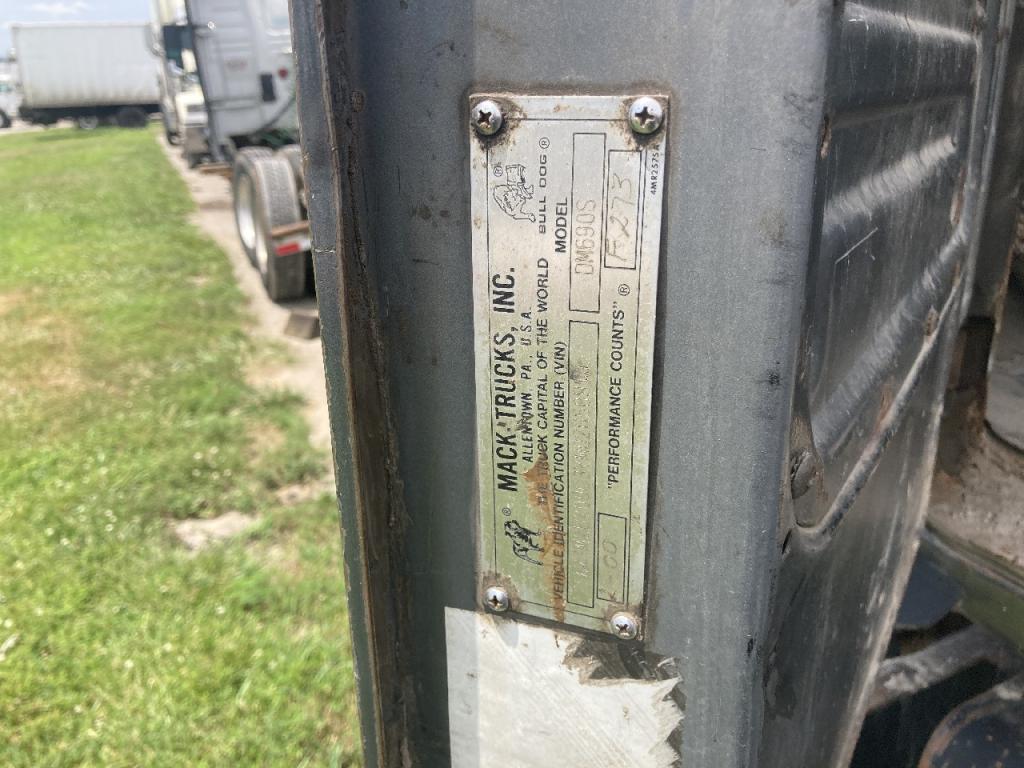 MACK TRUCKS, INC.
ALLENTOWN, PA., U.S.A.
THE TRUCK CAPITAL OF THE WORLD
BULL DOG ®
VEHICLE IDENTIFICATION NUMBER (VIN)
MODEL
DM690S
"PERFORMANCE COUNTS" ®
4MR257S